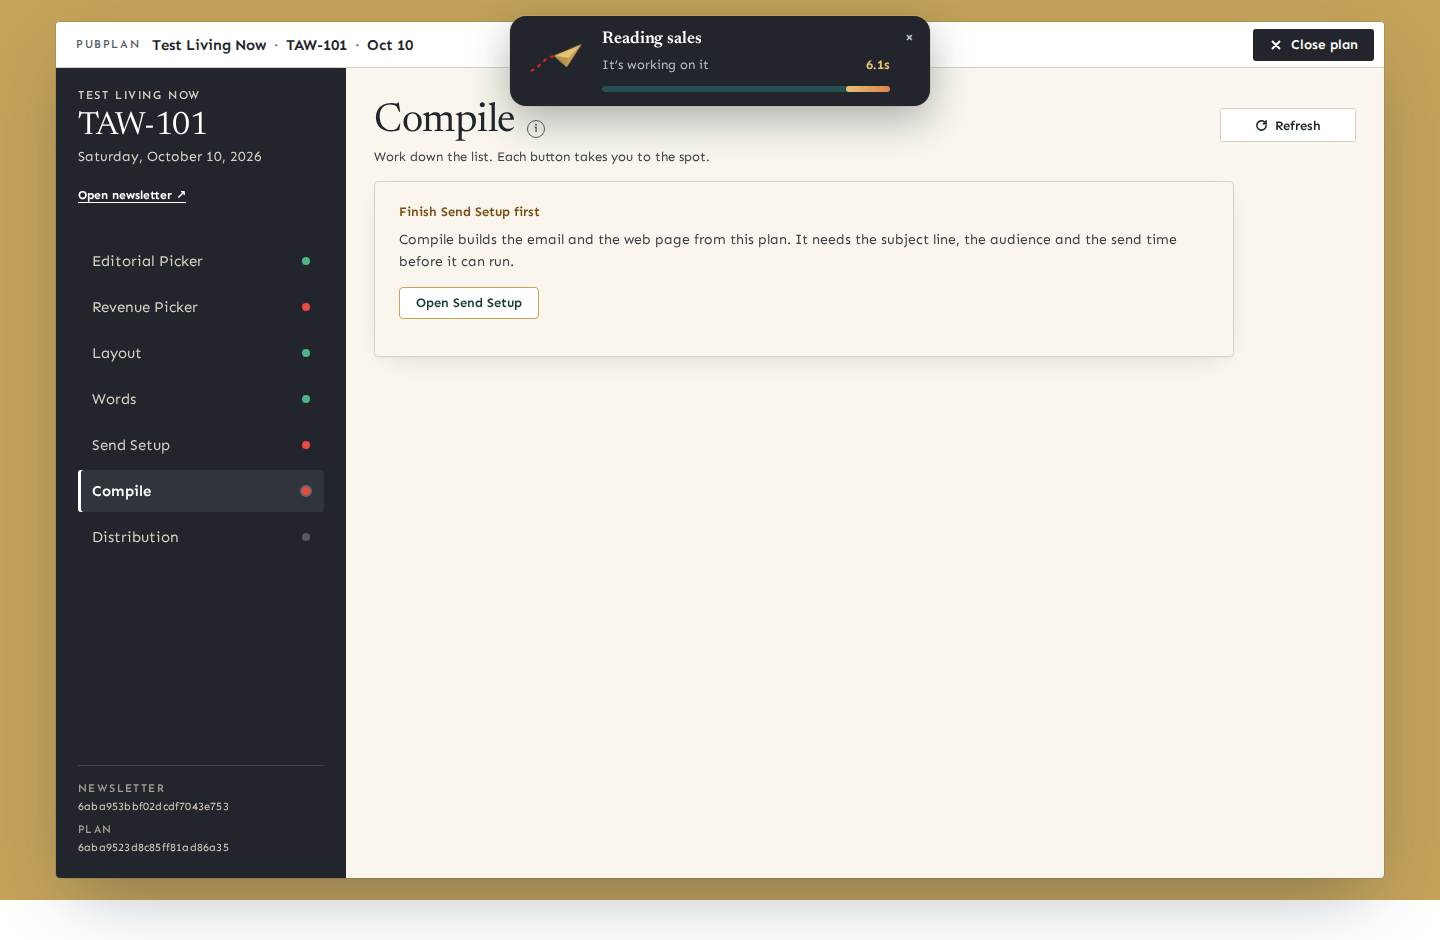 PUBPLAN Test Living Now · TAW-101 · Oct 10
Reading sales
×
It's working on it
6.1s
Close plan
TEST LIVING NOW
TAW-101
Saturday, October 10, 2026
Open newsletter ↗
Editorial Picker
Revenue Picker
Layout
Words
Send Setup
Compile
Distribution
NEWSLETTER
6aba953bbf02dcdf7043e753
PLAN
6aba9523d8c85ff81ad86a35
Compile i
Refresh
Work down the list. Each button takes you to the spot.
Finish Send Setup first
Compile builds the email and the web page from this plan. It needs the subject line, the audience and the send time
before it can run.
Open Send Setup